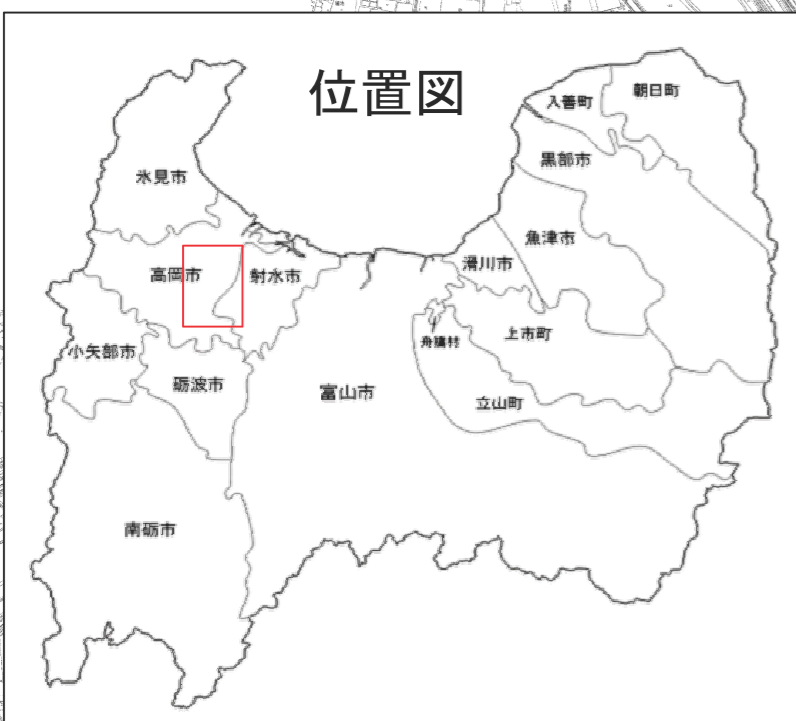 位置図
入善町
朝日町
黒部市
氷見市
魚津市
滑川市
高岡市
射水市
上市町
舟橋村
小矢部市
砺波市
富山市
立山町
南砺市